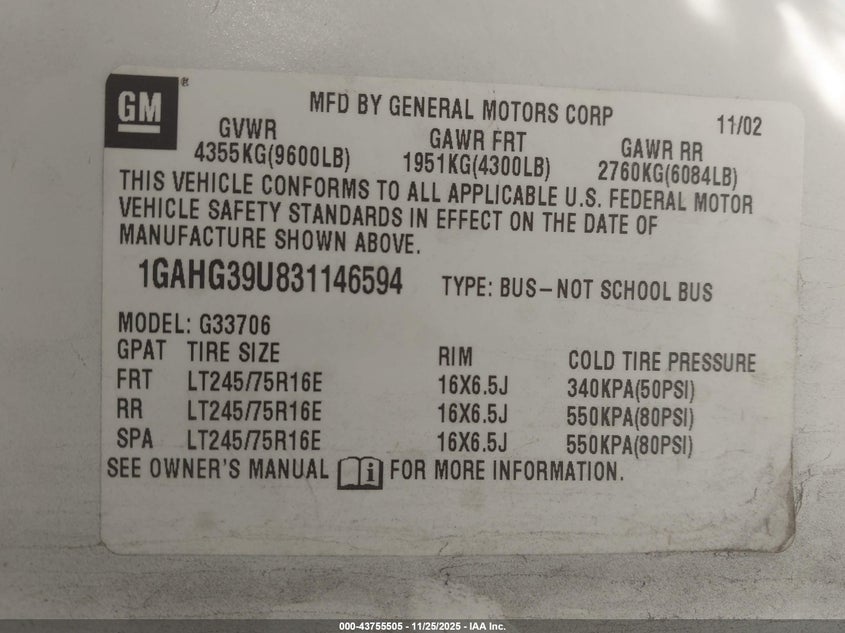 GM ®
MFD BY GENERAL MOTORS CORP 11/02
GVWR GAWR FRT GAWR RR
4355KG(9600LB) 1951KG(4300LB) 2760KG(6084LB)
THIS VEHICLE CONFORMS TO ALL APPLICABLE U.S. FEDERAL MOTOR
VEHICLE SAFETY STANDARDS IN EFFECT ON THE DATE OF
MANUFACTURE SHOWN ABOVE.
1GAHG39U831146594 TYPE: BUS-NOT SCHOOL BUS
MODEL: G33706
GPAT TIRE SIZE RIM COLD TIRE PRESSURE
FRT LT245/75R16E 16X6.5J 340KPA(50PSI)
RR LT245/75R16E 16X6.5J 550KPA(80PSI)
SPA LT245/75R16E 16X6.5J 550KPA(80PSI)
SEE OWNER'S MANUAL i FOR MORE INFORMATION.
000-43755505 - 11/25/2025 - IAA Inc.